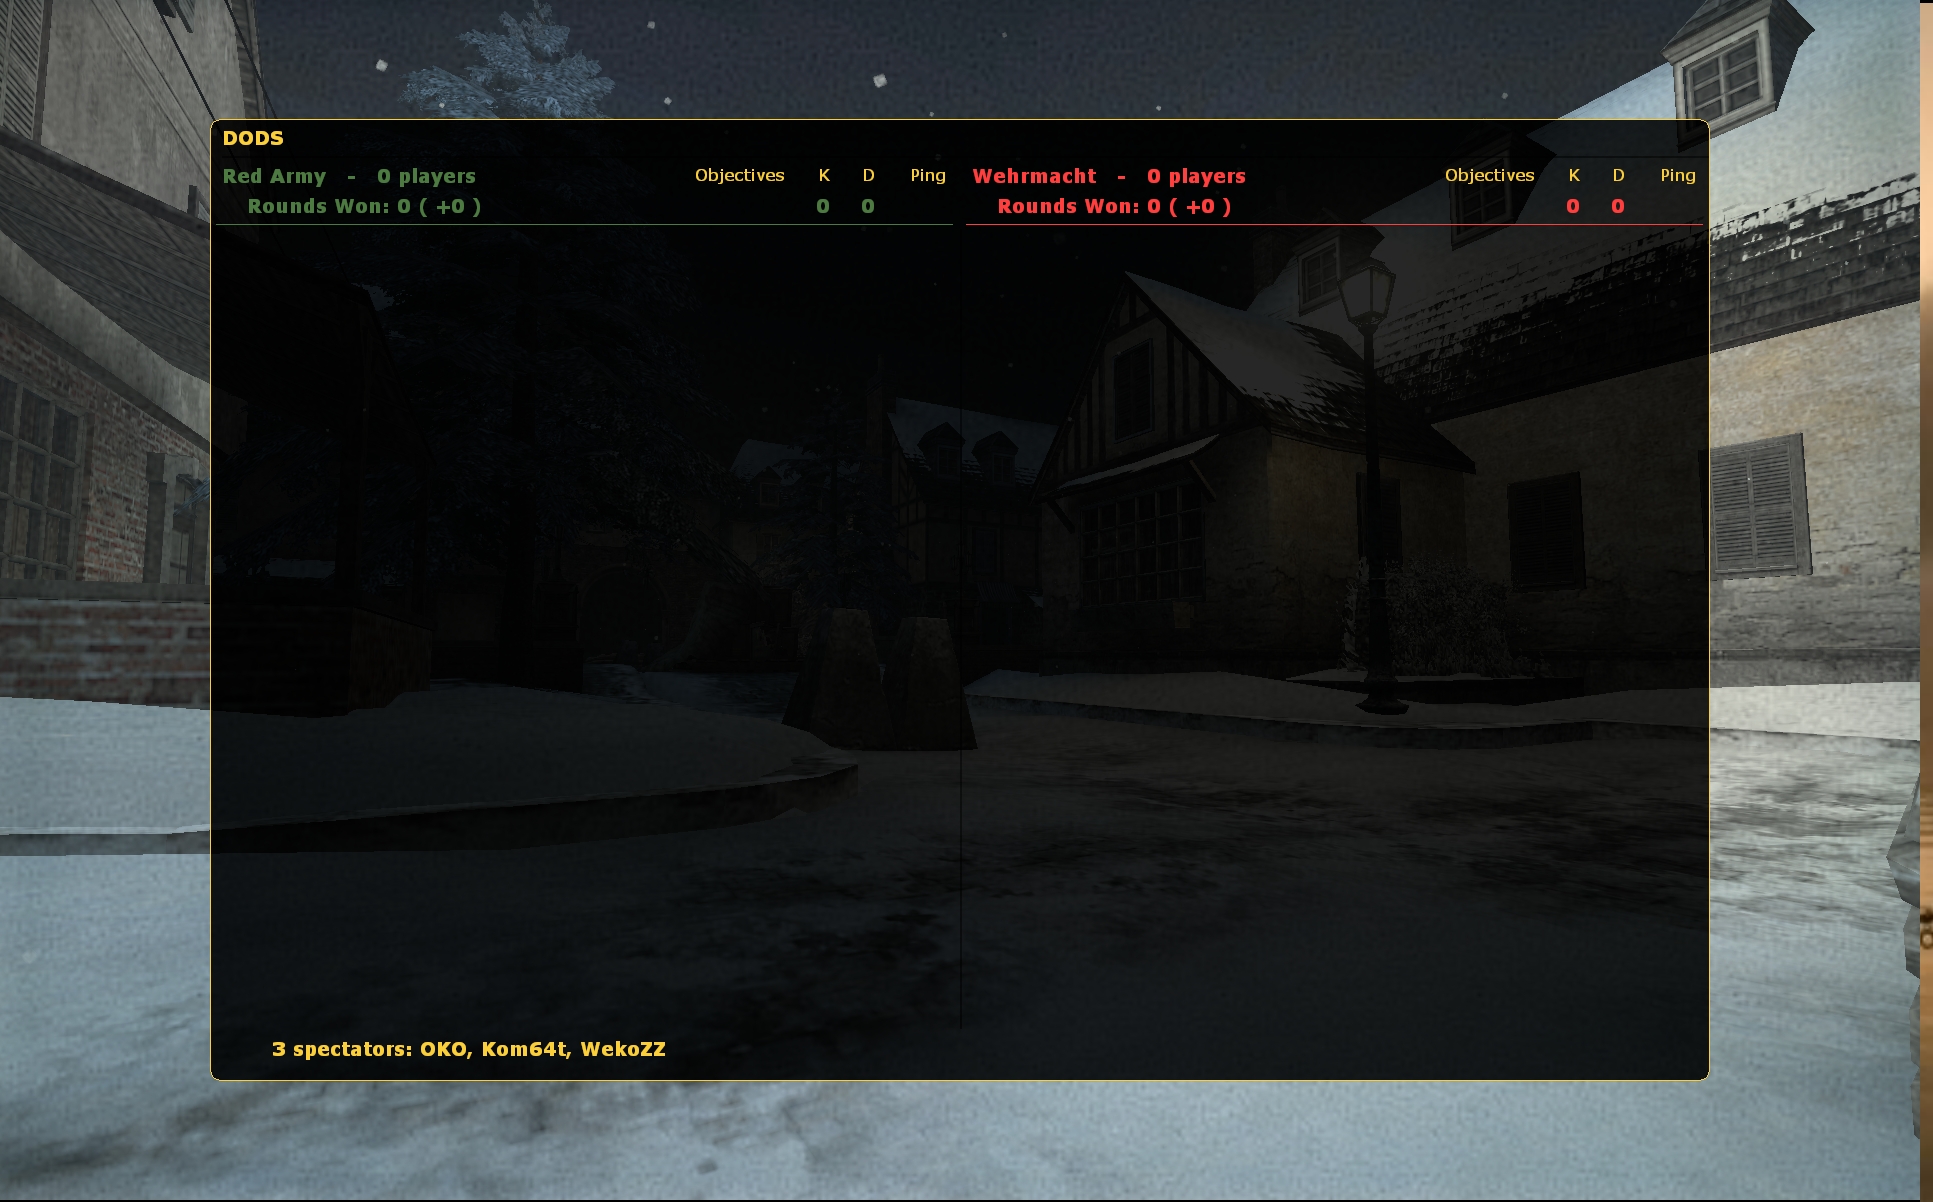 DODS
Red Army - 0 players Objectives K D Ping
Rounds Won: 0 ( +0 ) 0 0
Wehrmacht - 0 players Objectives K D Ping
Rounds Won: 0 ( +0 ) 0 0
3 spectators: OKO, Kom64t, WekoZZ